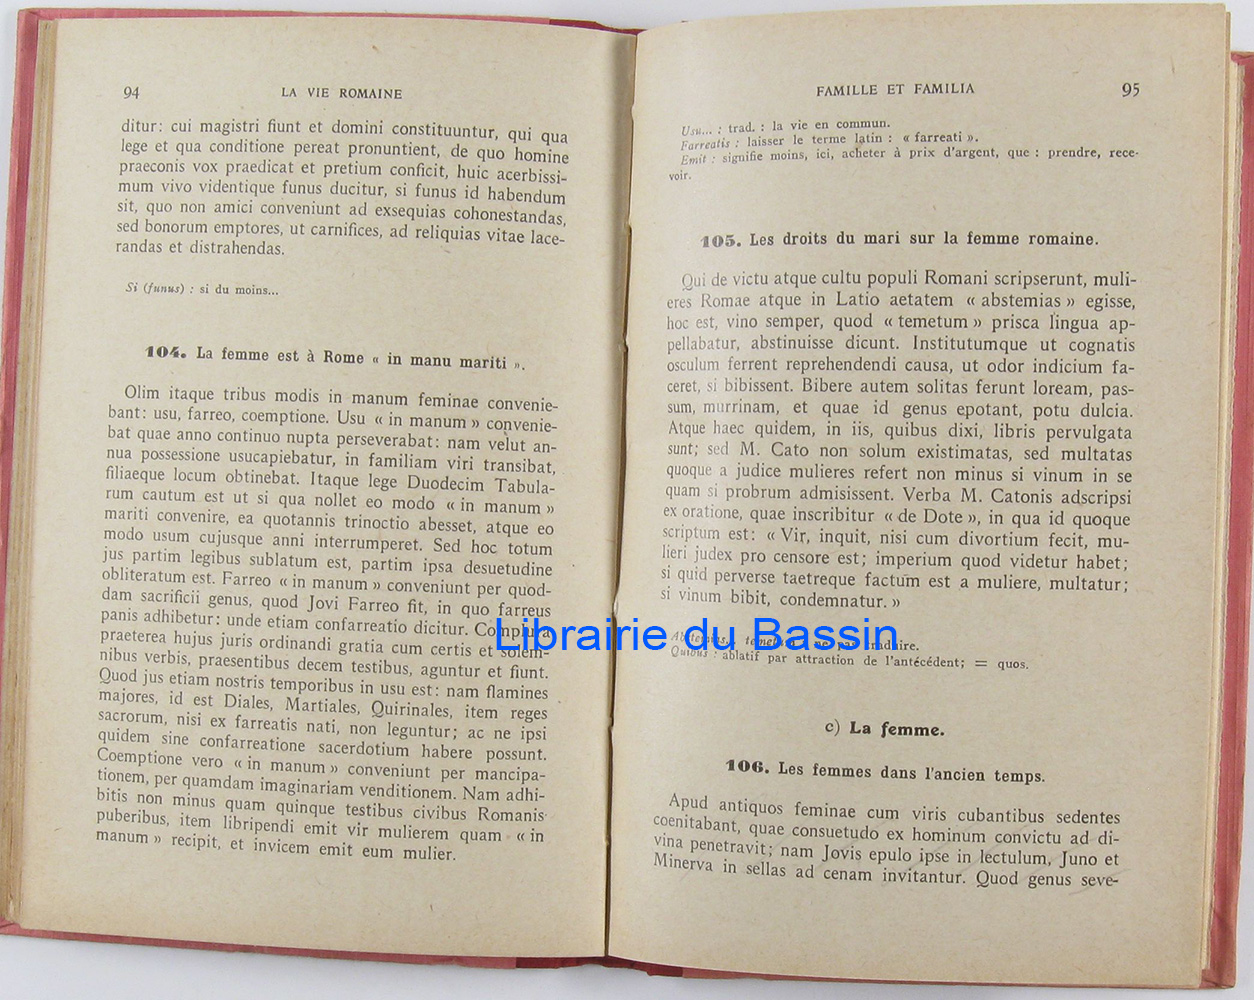 94
LA VIE ROMAINE
ditur: cui magistri fiunt et domini constituuntur, qui qua
lege et qua conditione pereat pronuntient, de quo homine
praeconis vox praedicat et pretium conficit, huic acerbissi-
mum vivo videntique funus ducitur, si funus id habendum
sit, quo non amici conveniunt ad exsequias cohonestandas,
sed bonorum emptores, ut carnifices, ad reliquias vitae lace-
randas et distrahendas.
Si (funus) : si du moins...
104. La femme est à Rome « in manu mariti ».
Olim itaque tribus modis in manum feminae convenie-
bant: usu, farreo, coemptione. Usu « in manum » convenie-
bat quae anno continuo nupta perseverabat: nam velut an-
nua possessione usucapiebatur, in familiam viri transibat,
filiaeque locum obtinebat. Itaque lege Duodecim Tabula-
rum cautum est ut si qua nollet eo modo « in manum »
mariti convenire, ea quotannis trinoctio abesset, atque eo
modo usum cujusque anni interrumperet. Sed hoc totum
jus partim legibus sublatum est, partim ipsa desuetudine
obliteratum est. Farreo « in manum » conveniunt per quod-
dam sacrificii genus, quod Jovi Farreo fit, in quo farreus
panis adhibetur: unde etiam confarreatio dicitur. Complura
praeterea hujus juris ordinandi gratia cum certis et solem-
nibus verbis, praesentibus decem testibus, aguntur et fiunt.
Quod jus etiam nostris temporibus in usu est: nam flamines
majores, id est Diales, Martiales, Quirinales, item reges
sacrorum, nisi ex farreatis nati, non leguntur; ac ne ipsi
quidem sine confarreatione sacerdotium habere possunt.
Coemptione vero « in manum » conveniunt per mancipa-
tionem, per quamdam imaginariam venditionem. Nam adhi-
bitis non minus quam quinque testibus civibus Romanis
puberibus, item libripendi emit vir mulierem quam « in
manum » recipit, et invicem emit eum mulier.
FAMILLE ET FAMILIA
95
Usu... : trad. : la vie en commun.
Farreatis : laisser le terme latin : « farreati ».
Emit : signifie moins, ici, acheter à prix d'argent, que : prendre, rece-
voir.
105. Les droits du mari sur la femme romaine.
Qui de victu atque cultu populi Romani scripserunt, muli-
eres Romae atque in Latio aetatem « abstemias » egisse,
hoc est, vino semper, quod « temetum » prisca lingua ap-
pellabatur, abstinuisse dicunt. Institutumque ut cognatis
osculum ferrent reprehendendi causa, ut odor indicium fa-
ceret, si bibissent. Bibere autem solitas ferunt loream, pas-
sum, murrinam, et quae id genus epotant, potu dulcia.
Atque haec quidem, in iis, quibus dixi, libris pervulgata
sunt; sed M. Cato non solum existimatas, sed multatas
quoque a judice mulieres refert non minus si vinum in se
quam si probrum admisissent. Verba M. Catonis adscripsi
ex oratione, quae inscribitur « de Dote », in qua id quoque
scriptum est: « Vir, inquit, nisi cum divortium fecit, mu-
lieri judex pro censore est; imperium quod videtur habet;
si quid perverse taetreque factum est a muliere, multatur;
si vinum bibit, condemnatur. »
Abstemias, temetum : ne pas traduire.
Quibus : ablatif par attraction de l'antécédent; = quos.
Librairie du Bassin
c) La femme.
106. Les femmes dans l'ancien temps.
Apud antiquos feminae cum viris cubantibus sedentes
coenitabant, quae consuetudo ex hominum convictu ad di-
vina penetravit; nam Jovis epulo ipse in lectulum, Juno et
Minerva in sellas ad cenam invitantur. Quod genus seve-